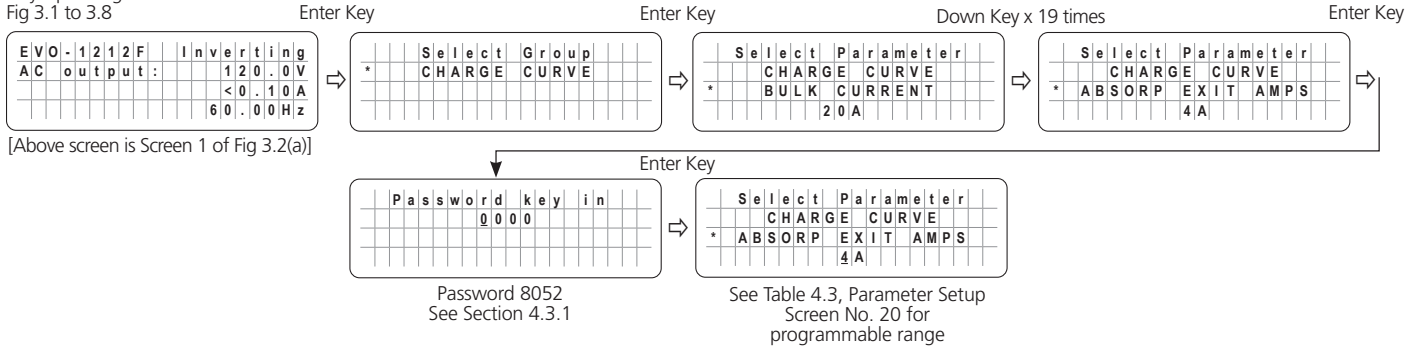 Fig 3.1 to 3.8
Enter Key
Enter Key
Down Key x 19 times
Enter Key
EVO-1212F Inverting
AC output: 120.0V
<0.10A
60.00Hz
[Above screen is Screen 1 of Fig 3.2(a)]
Select Group
* CHARGE CURVE
Select Parameter
CHARGE CURVE
* BULK CURRENT
20A
Select Parameter
CHARGE CURVE
* ABSORP EXIT AMPS
4A
Enter Key
Password key in
0000
Password 8052
See Section 4.3.1
Select Parameter
CHARGE CURVE
* ABSORP EXIT AMPS
4A
See Table 4.3, Parameter Setup
Screen No. 20 for
programmable range